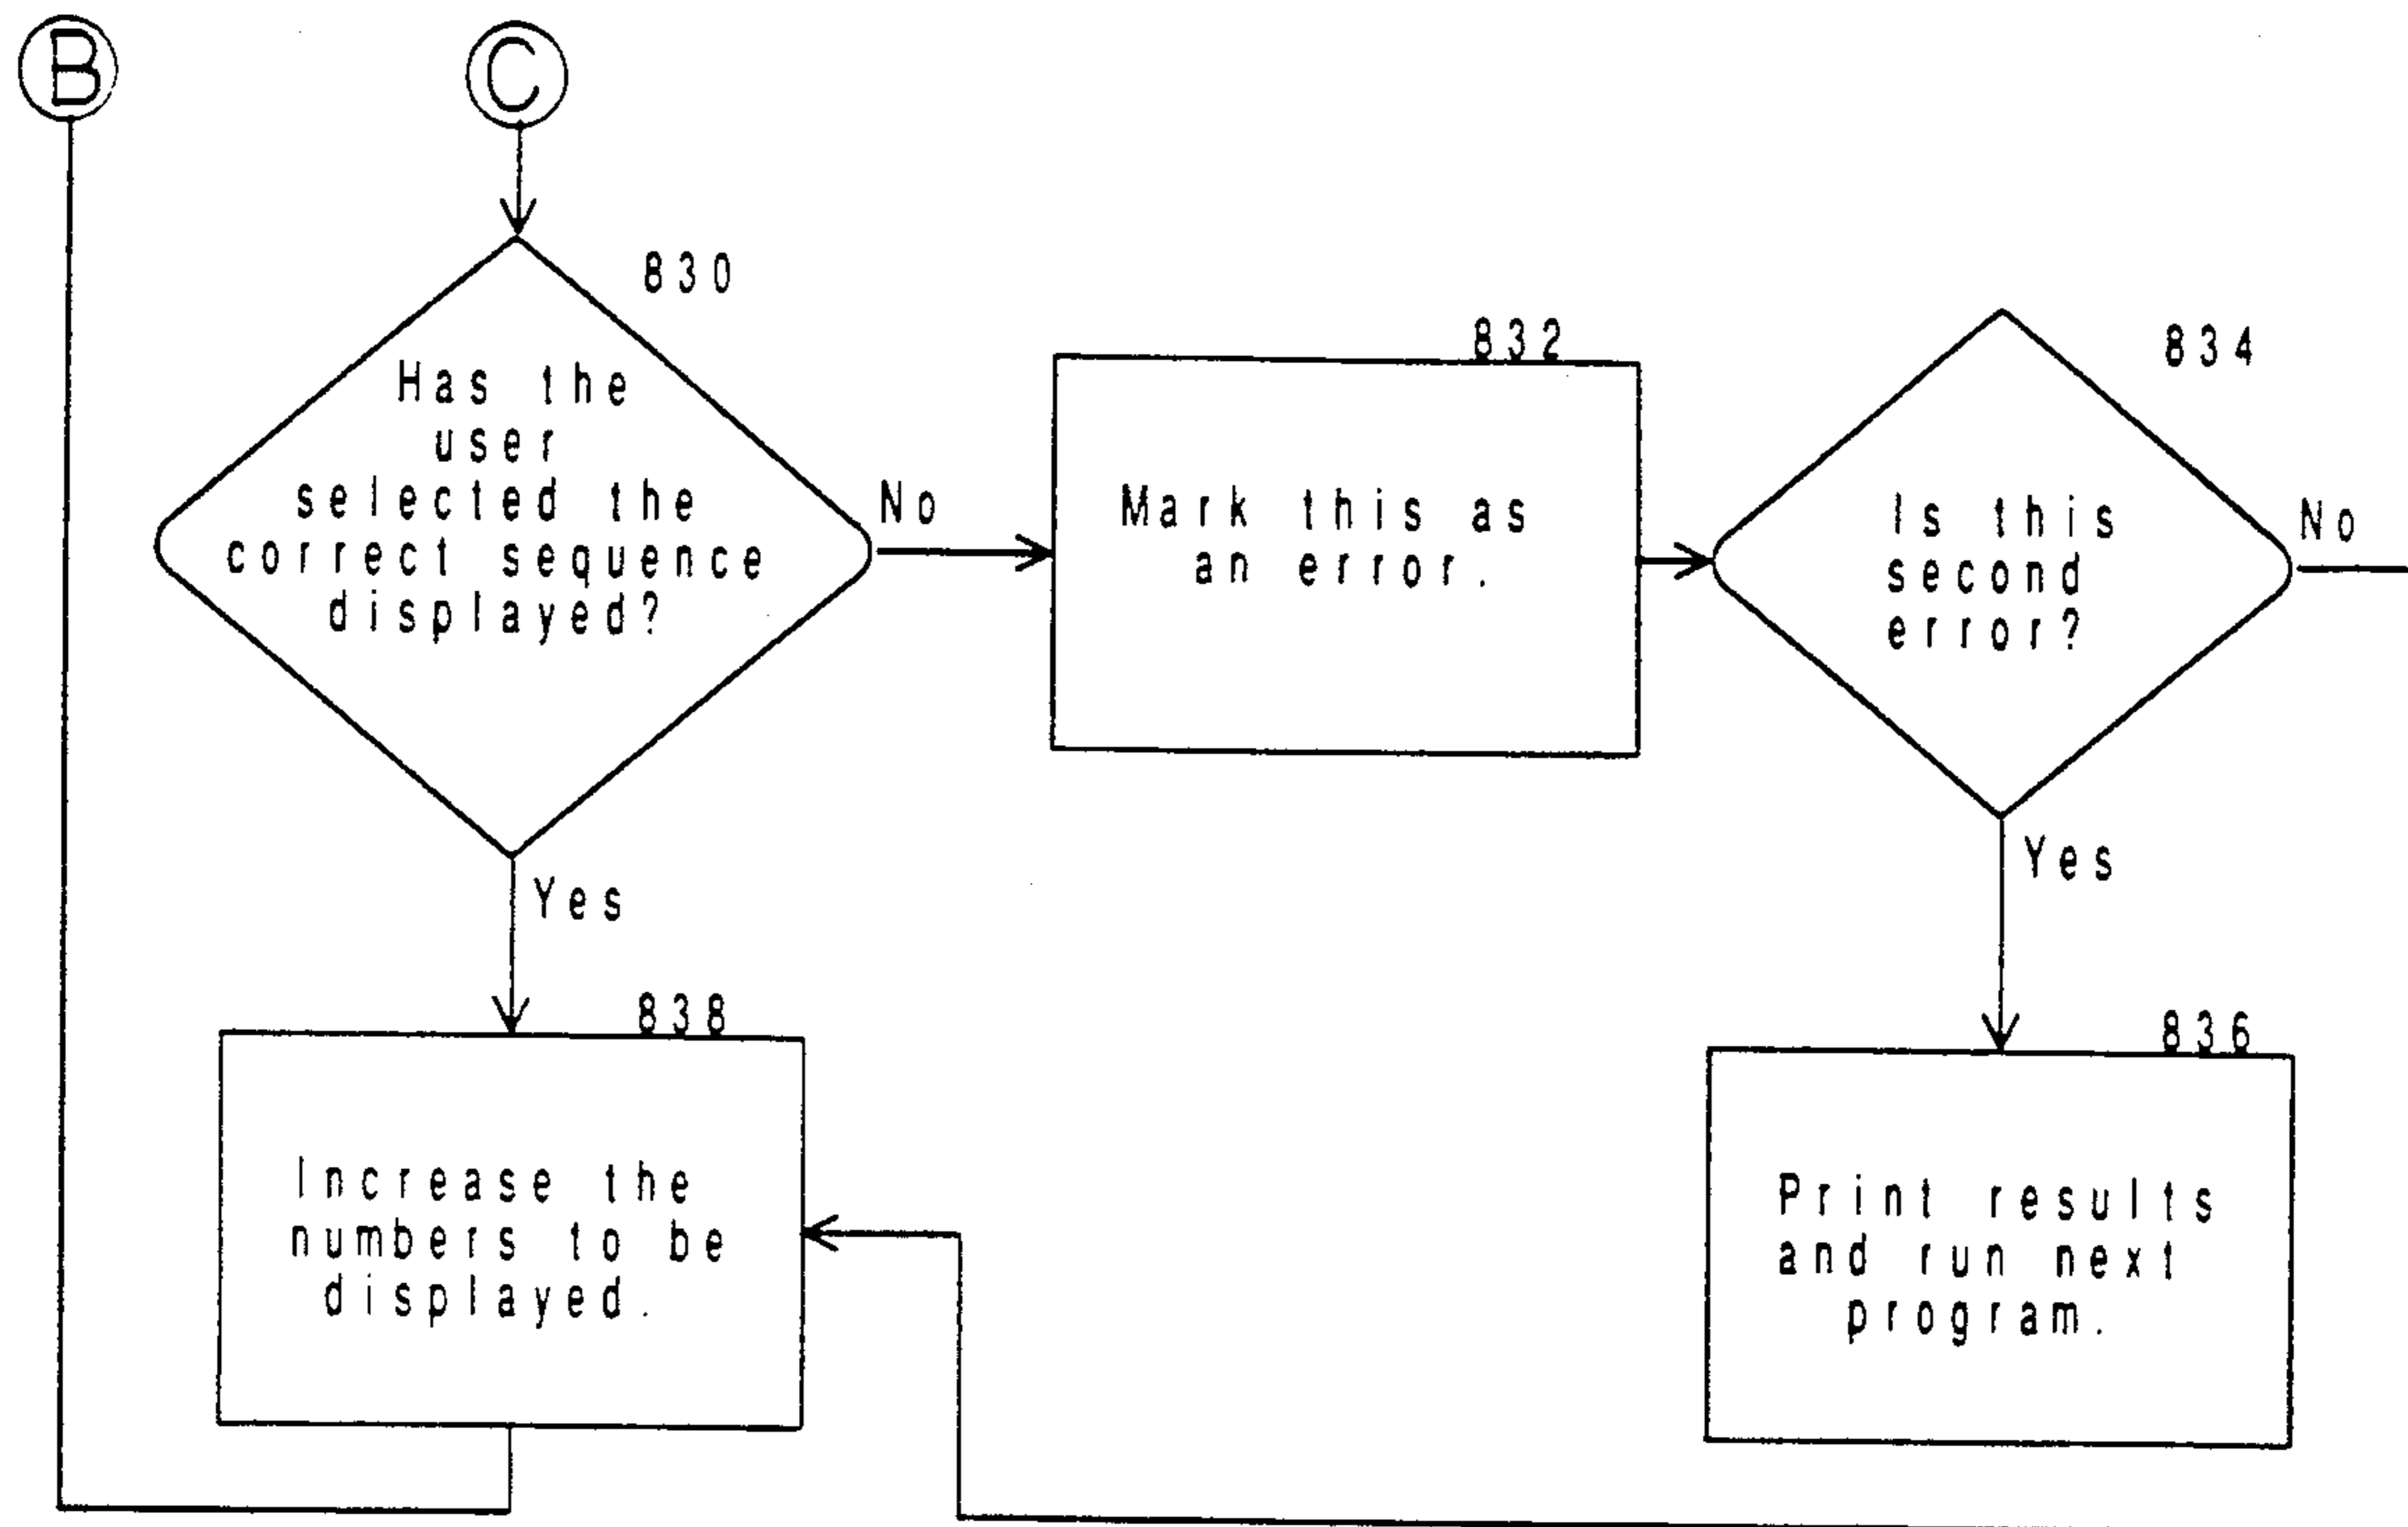 B
C
830
Has the
user
selected the
correct sequence
displayed?
No
832
Mark this as
an error.
834
Is this
second
error?
No
Yes
Yes
838
Increase the
numbers to be
displayed.
836
Print results
and run next
program.